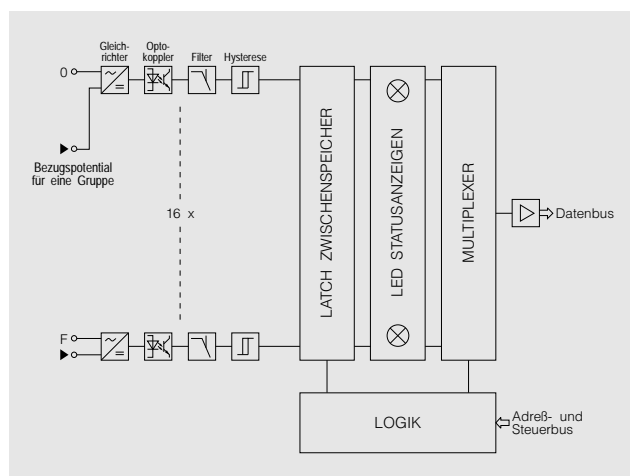 Gleich-
richter
Opto-
koppler
Filter
Hysterese
0
Bezugspotential
für eine Gruppe
16 x
LATCH ZWISCHENSPEICHER
LED STATUSANZEIGEN
MULTIPLEXER
Datenbus
F
LOGIK
Adreß- und
Steuerbus